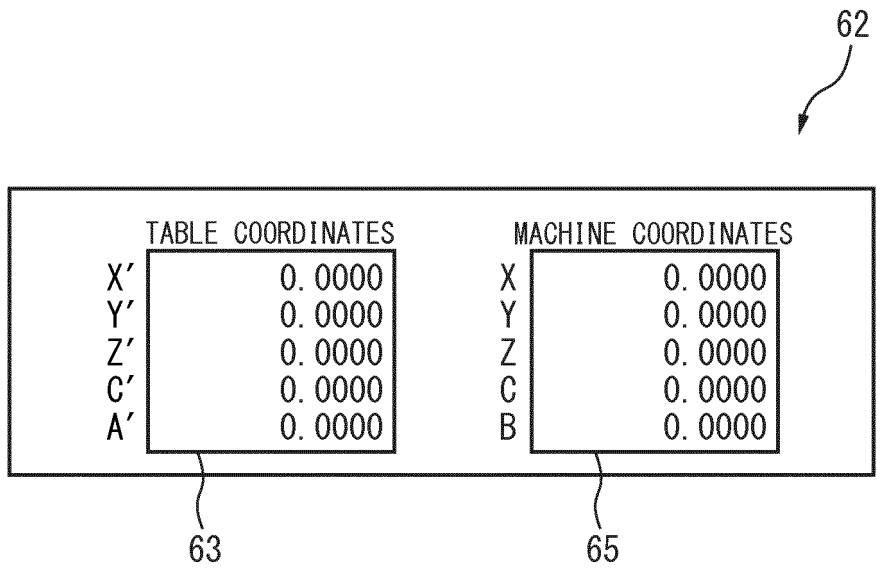 62
TABLE COORDINATES MACHINE COORDINATES
X′ 0.0000 X 0.0000
Y′ 0.0000 Y 0.0000
Z′ 0.0000 Z 0.0000
C′ 0.0000 C 0.0000
A′ 0.0000 B 0.0000
63 65